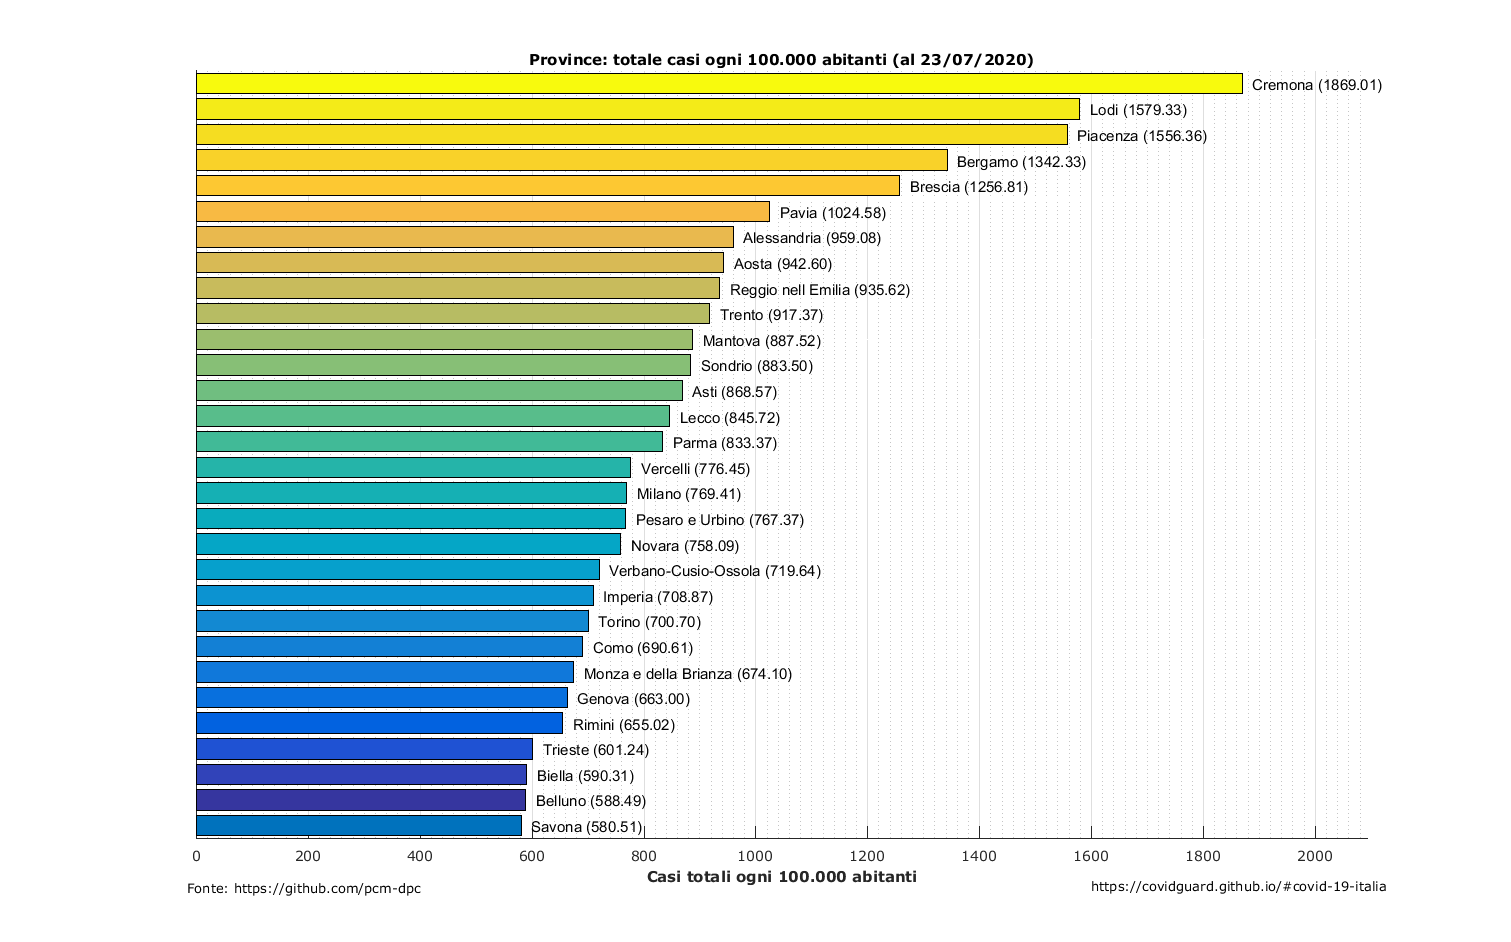 Province: totale casi ogni 100.000 abitanti (al 23/07/2020)
Cremona (1869.01)
Lodi (1579.33)
Piacenza (1556.36)
Bergamo (1342.33)
Brescia (1256.81)
Pavia (1024.58)
Alessandria (959.08)
Aosta (942.60)
Reggio nell Emilia (935.62)
Trento (917.37)
Mantova (887.52)
Sondrio (883.50)
Asti (868.57)
Lecco (845.72)
Parma (833.37)
Vercelli (776.45)
Milano (769.41)
Pesaro e Urbino (767.37)
Novara (758.09)
Verbano-Cusio-Ossola (719.64)
Imperia (708.87)
Torino (700.70)
Como (690.61)
Monza e della Brianza (674.10)
Genova (663.00)
Rimini (655.02)
Trieste (601.24)
Biella (590.31)
Belluno (588.49)
Savona (580.51)
0 200 400 600 800 1000 1200 1400 1600 1800 2000
Casi totali ogni 100.000 abitanti
Fonte: https://github.com/pcm-dpc
https://covidguard.github.io/#covid-19-italia